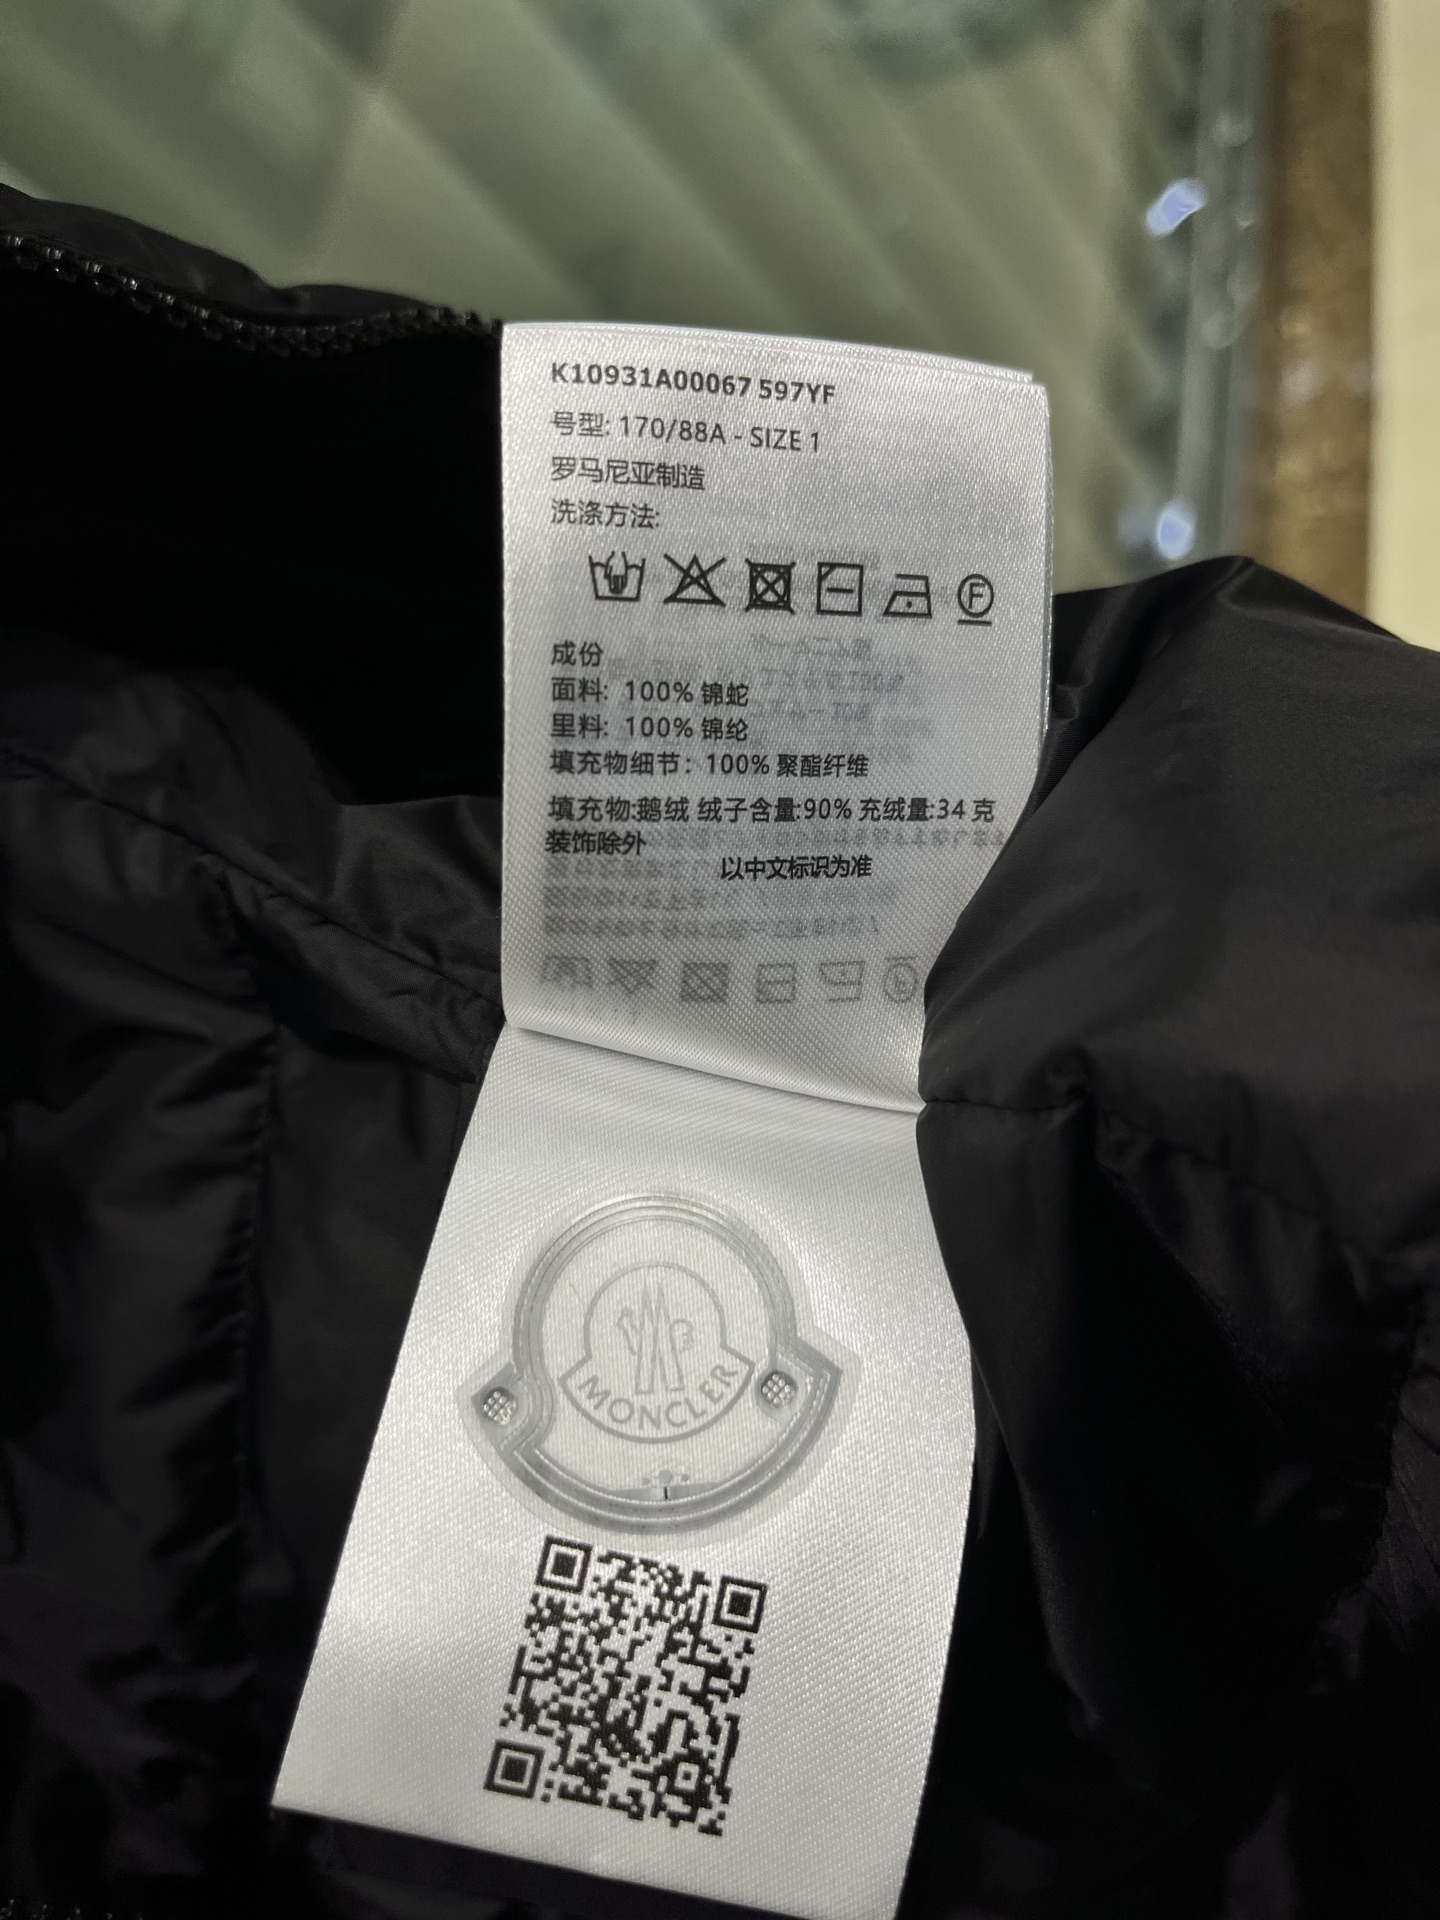 K10931A00067 597YF
号型: 170/88A - SIZE 1
罗马尼亚制造
洗涤方法:
F
成份
面料: 100% 锦蛇
里料: 100% 锦纶
填充物细节: 100% 聚酯纤维
填充物:鹅绒 绒子含量:90% 充绒量:34 克
装饰除外
以中文标识为准
MONCLER
1